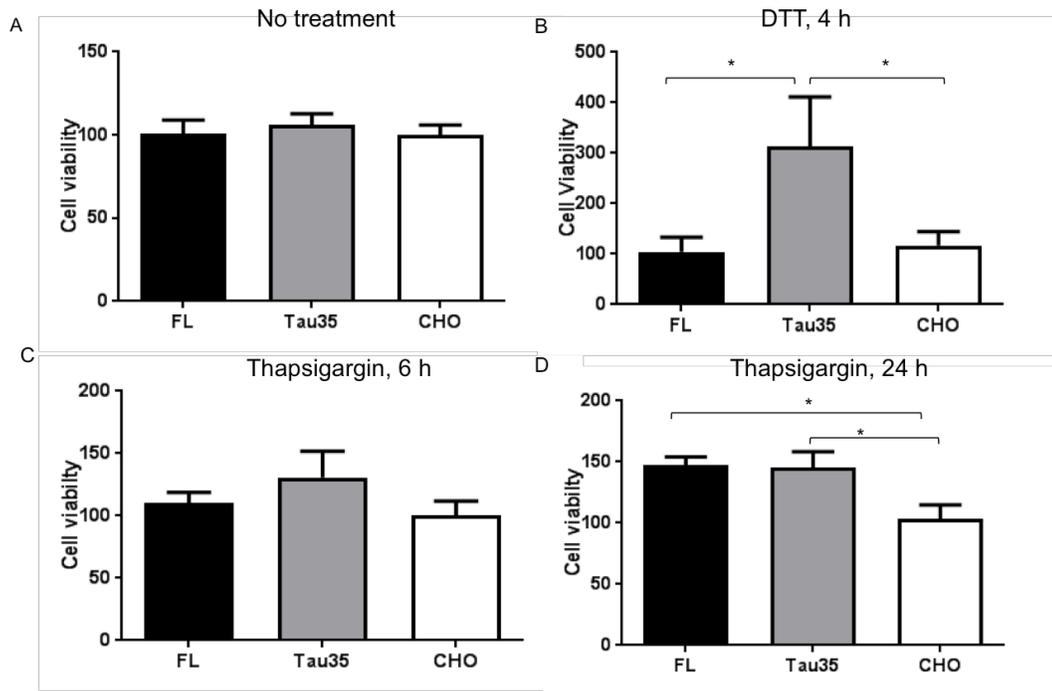 A
No treatment
150
100
50
0
Cell viability
FL
Tau35
CHO
B
DTT, 4 h
500
400
300
200
100
0
Cell Viability
*
*
FL
Tau35
CHO
C
Thapsigargin, 6 h
200
150
100
50
0
Cell viabilty
FL
Tau35
CHO
D
Thapsigargin, 24 h
200
150
100
50
0
Cell viabilty
*
*
FL
Tau35
CHO